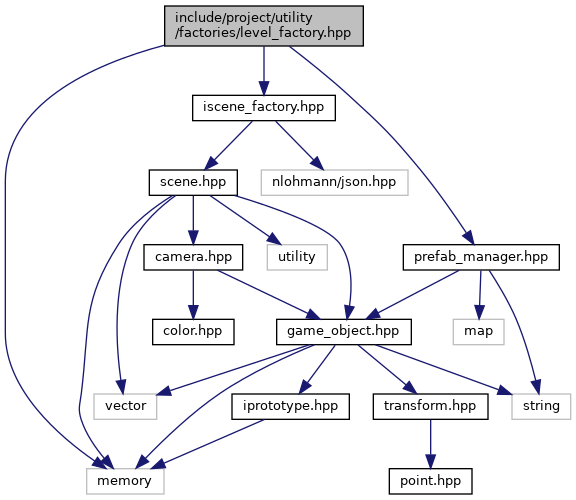 include/project/utility
/factories/level_factory.hpp
iscene_factory.hpp
scene.hpp
nlohmann/json.hpp
camera.hpp
utility
prefab_manager.hpp
color.hpp
game_object.hpp
map
vector
iprototype.hpp
transform.hpp
string
memory
point.hpp